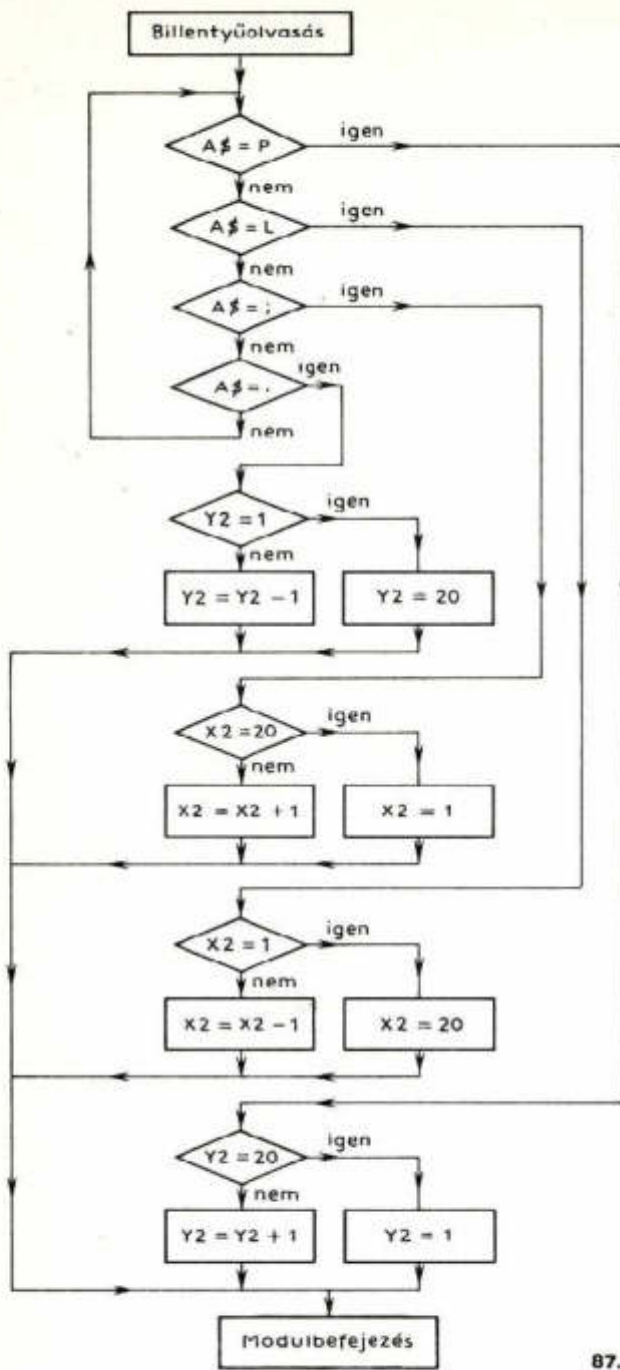 Billentyűolvasás
A$ = P
igen
nem
A$ = L
igen
nem
A$ = ;
igen
nem
A$ = .
igen
nem
Y2 = 1
igen
nem
Y2 = Y2 - 1
Y2 = 20
X2 = 20
igen
nem
X2 = X2 + 1
X2 = 1
X2 = 1
igen
nem
X2 = X2 - 1
X2 = 20
Y2 = 20
igen
nem
Y2 = Y2 + 1
Y2 = 1
Modulbefejezés
87.